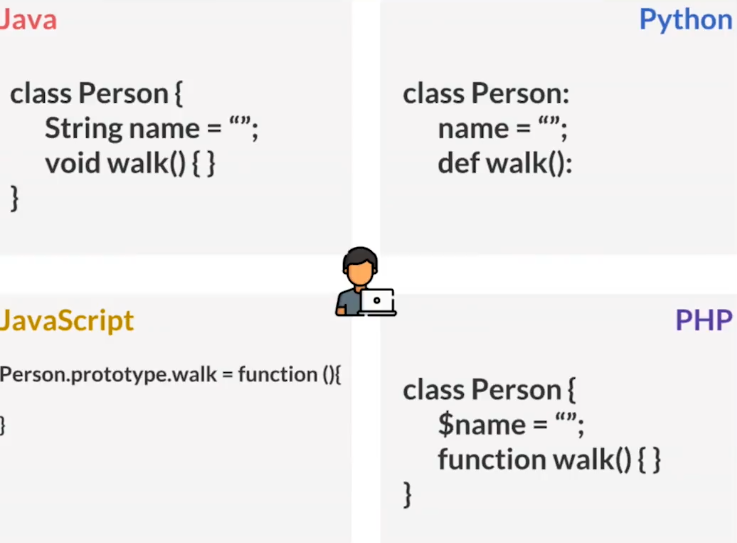 Java
class Person {
String name = “”;
void walk() { }
}
Python
class Person:
name = “”;
def walk():
JavaScript
Person.prototype.walk = function (){
}
PHP
class Person {
$name = “”;
function walk() { }
}